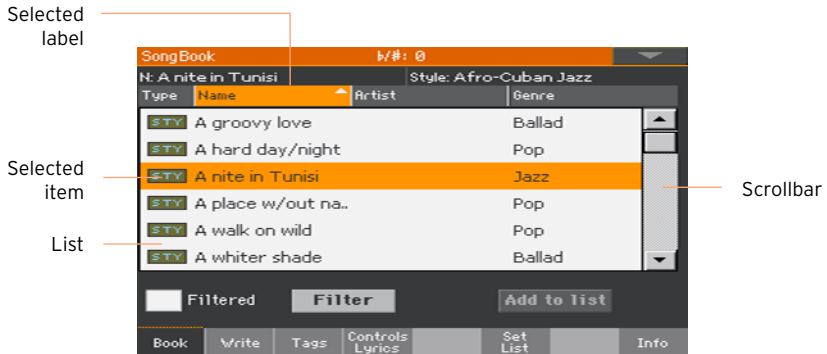 Selected
label
SongBook b/#: 0
N: A nite in Tunisi Style: Afro-Cuban Jazz
Type Name Artist Genre
STY A groovy love Ballad
STY A hard day/night Pop
Selected
item
STY A nite in Tunisi Jazz
Scrollbar
STY A place w/out na.. Pop
List
STY A walk on wild Pop
STY A whiter shade Ballad
Filtered Filter Add to list
Book Write Tags Controls Lyrics Set List Info